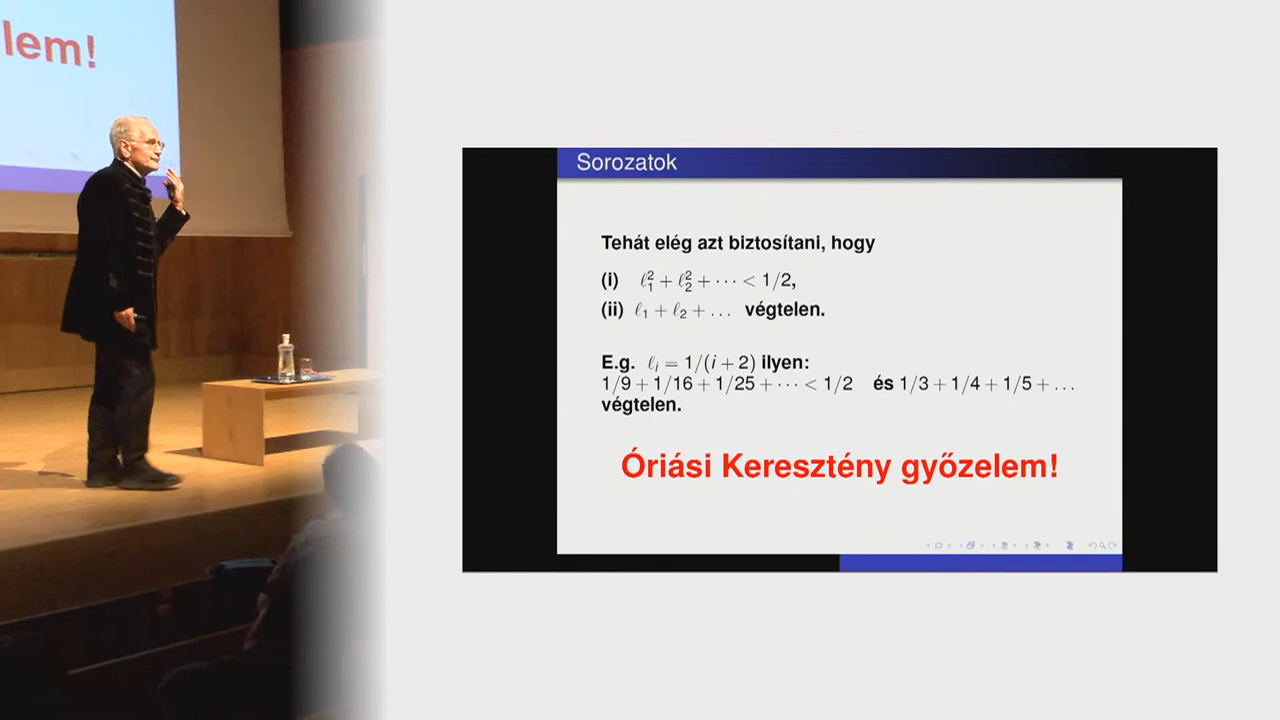 lem!
Sorozatok
Tehát elég azt biztosítani, hogy
(i) ℓ₁² + ℓ₂² + ··· < 1/2,
(ii) ℓ₁ + ℓ₂ + ... végtelen.
E.g. ℓᵢ = 1/(i + 2) ilyen:
1/9 + 1/16 + 1/25 + ··· < 1/2 és 1/3 + 1/4 + 1/5 + ...
végtelen.
Óriási Keresztény győzelem!